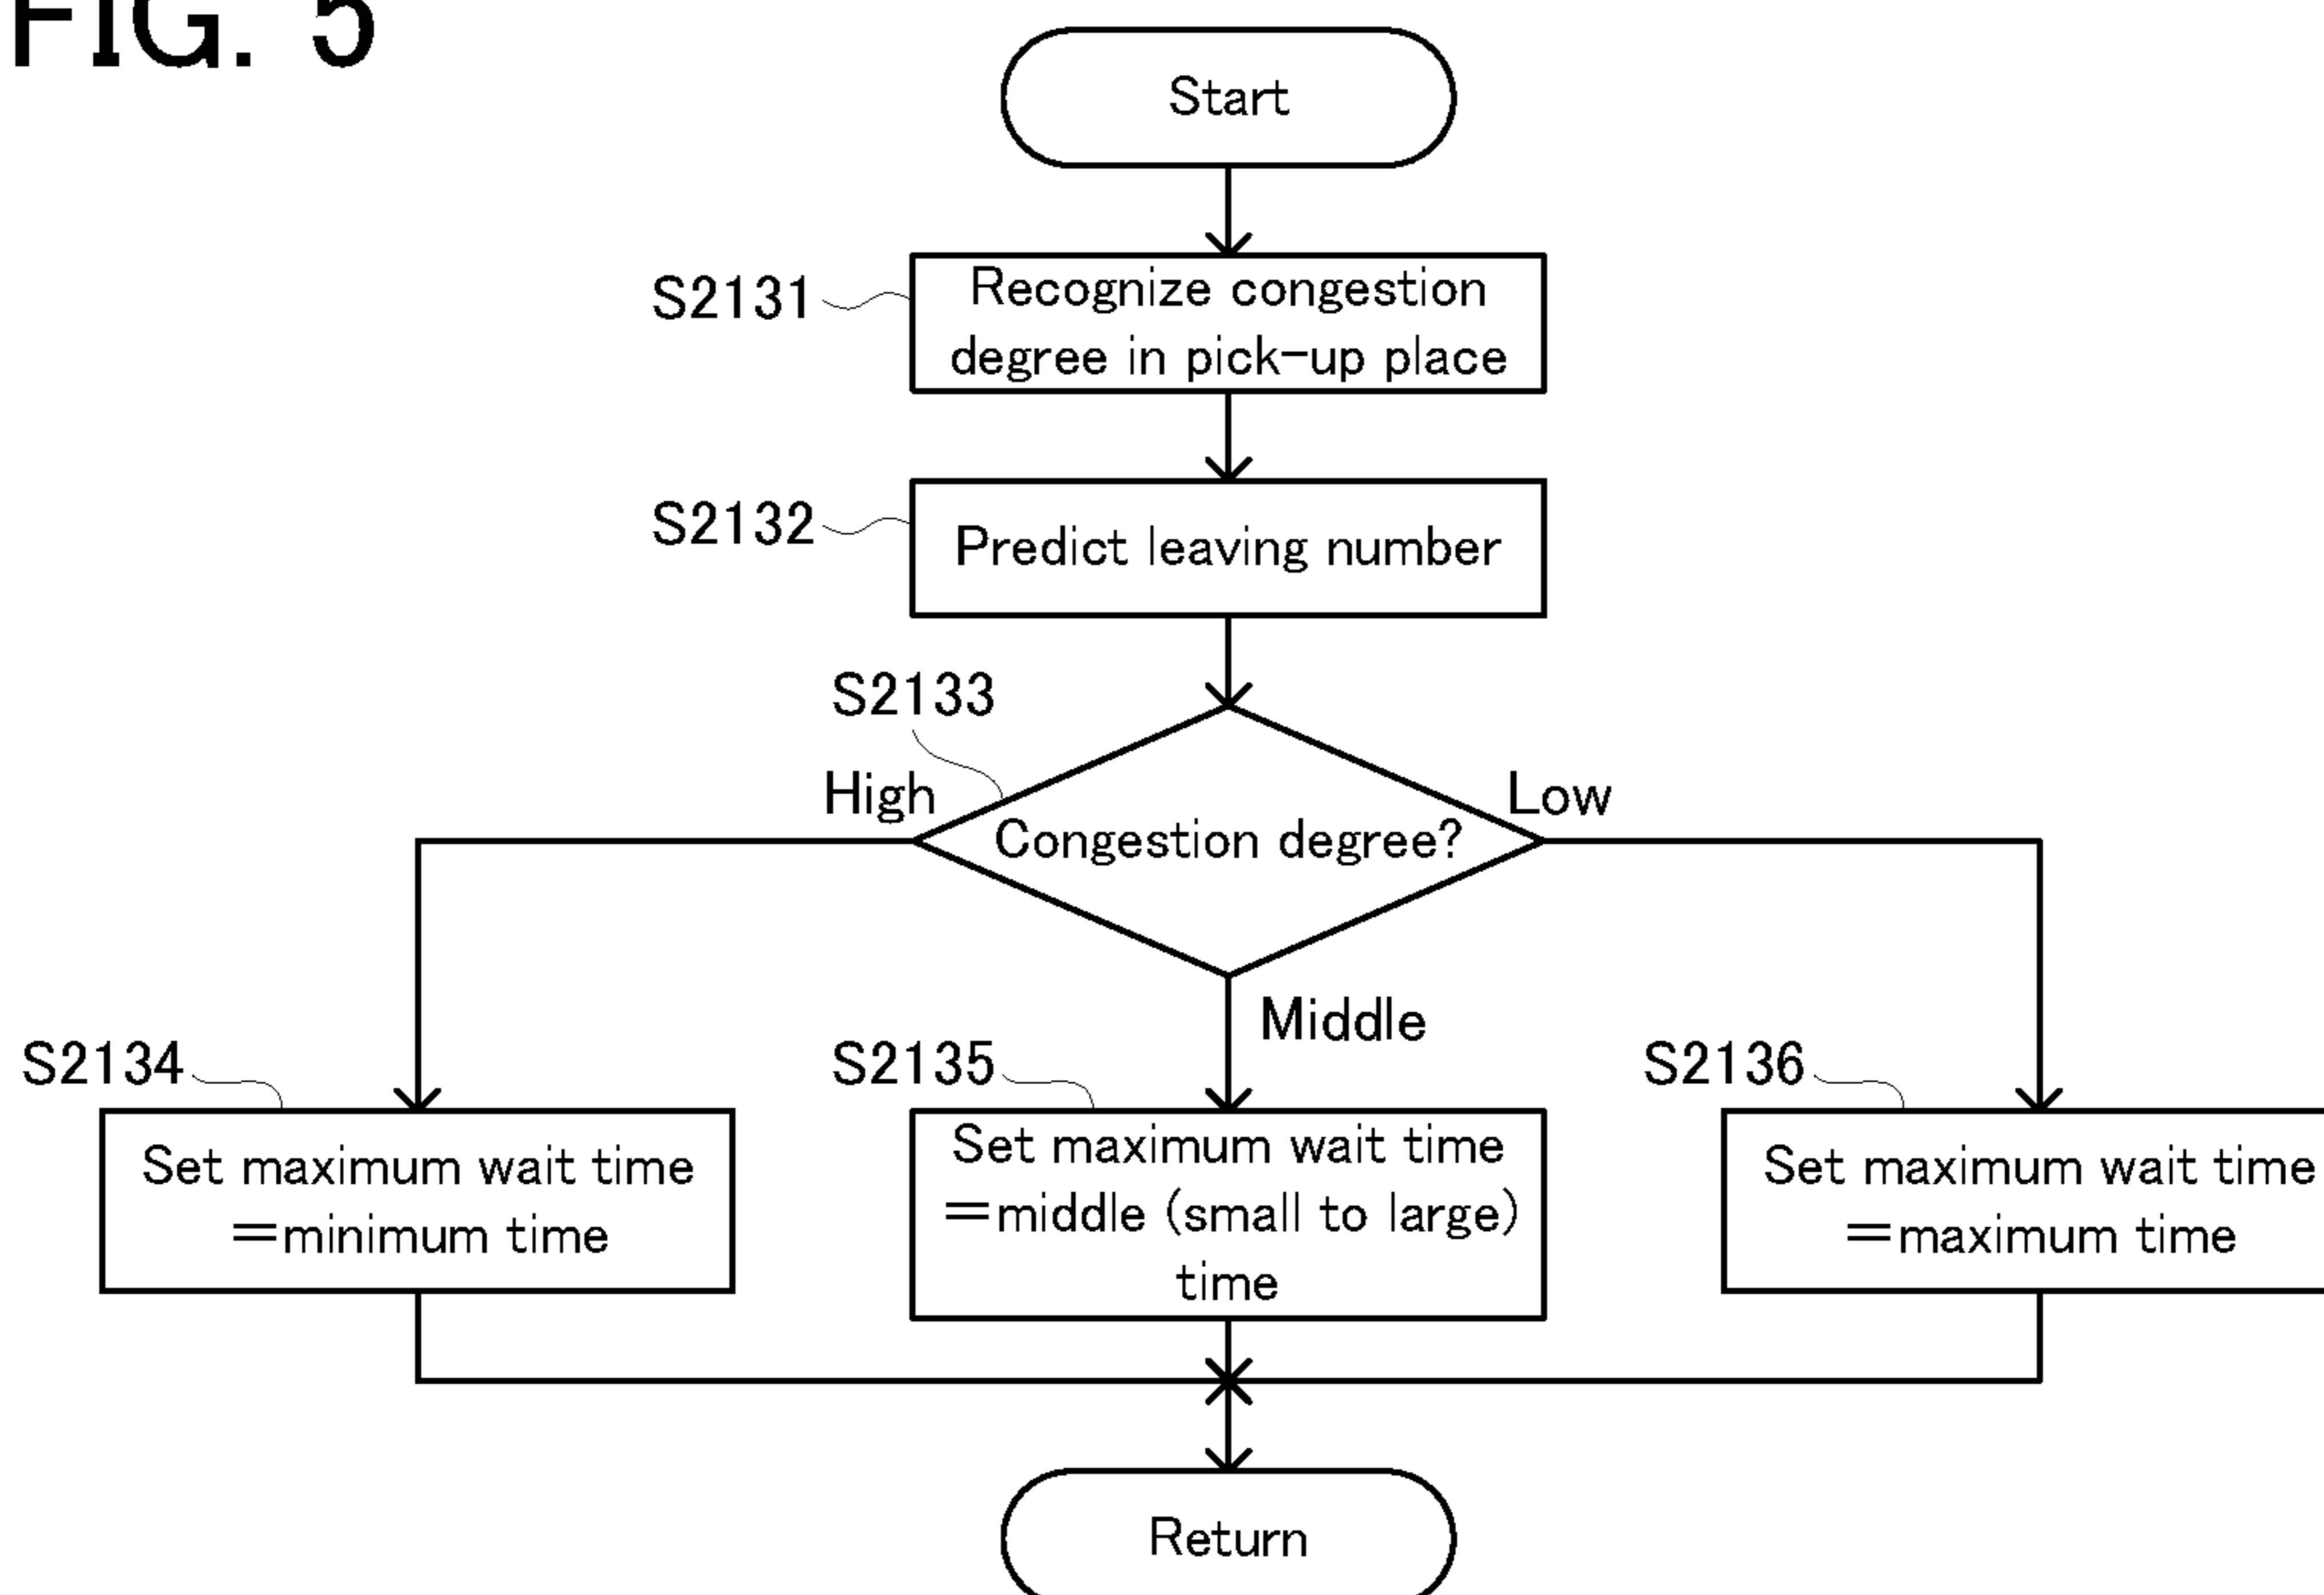 FIG. 5
Start
S2131
Recognize congestion
degree in pick-up place
S2132
Predict leaving number
S2133
High
Low
Congestion degree?
Middle
S2134
Set maximum wait time
=minimum time
S2135
Set maximum wait time
=middle (small to large)
time
S2136
Set maximum wait time
=maximum time
Return